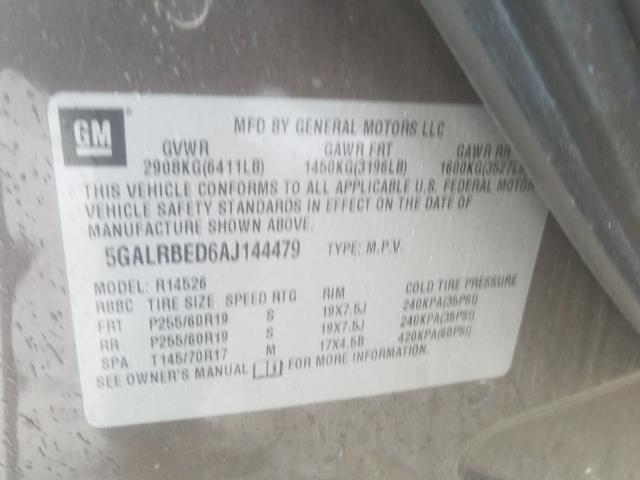 GM
MFD BY GENERAL MOTORS LLC
GVWR GAWR FRT GAWR RR
2908KG(6411LB) 1450KG(3196LB) 1600KG(3527LB
THIS VEHICLE CONFORMS TO ALL APPLICABLE U.S. FEDERAL MOTOR
VEHICLE SAFETY STANDARDS IN EFFECT ON THE DATE OF
MANUFACTURE SHOWN ABOVE.
5GALRBED6AJ144479 TYPE: M.P.V.
MODEL: R14526
RBBC TIRE SIZE SPEED RTG RIM COLD TIRE PRESSURE
FRT P255/60R19 S 19X7.5J 240KPA(35PSI)
RR P255/60R19 S 19X7.5J 240KPA(35PSI)
SPA T145/70R17 M 17X4.5B 420KPA(60PSI)
SEE OWNER'S MANUAL FOR MORE INFORMATION.